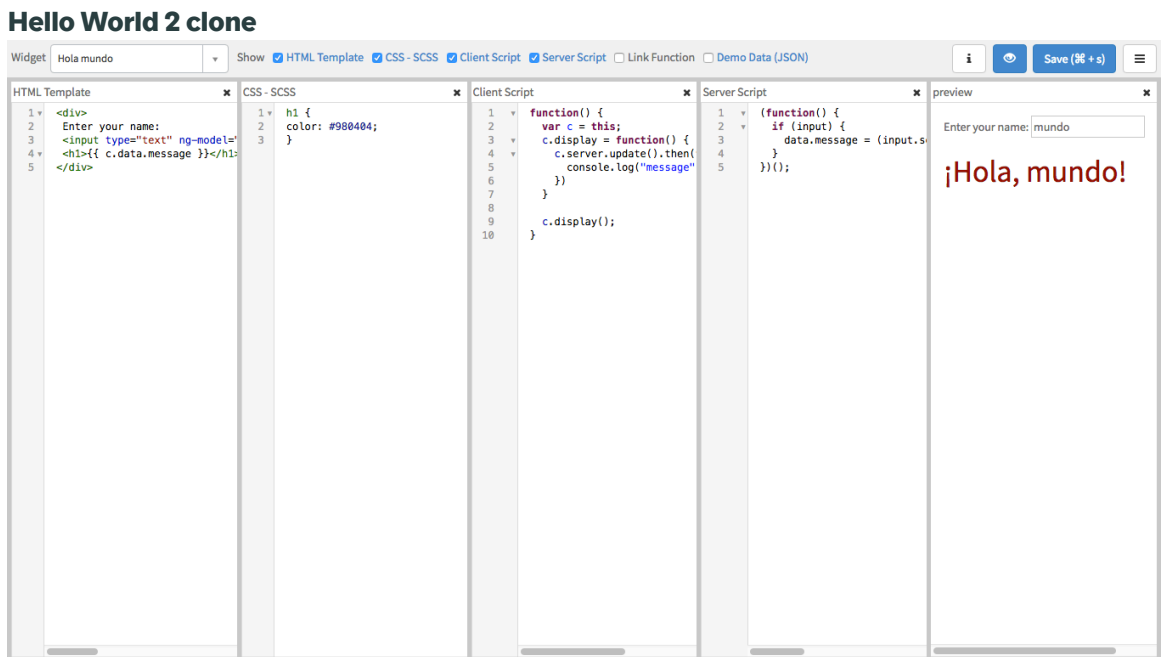 Hello World 2 clone
Widget Hola mundo Show HTML Template CSS - SCSS Client Script Server Script Link Function Demo Data (JSON) i Save (⌘ + s)
HTML Template
1 <div>
2 Enter your name:
3 <input type="text" ng-model="
4 <h1>{{ c.data.message }}</h1>
5 </div>
CSS - SCSS
1 h1 {
2 color: #980404;
3 }
Client Script
1 function() {
2 var c = this;
3 c.display = function() {
4 c.server.update().then(
5 console.log("message"
6 })
7 }
8
9 c.display();
10 }
Server Script
1 (function() {
2 if (input) {
3 data.message = (input.s
4 }
5 })();
preview
Enter your name: mundo
¡Hola, mundo!